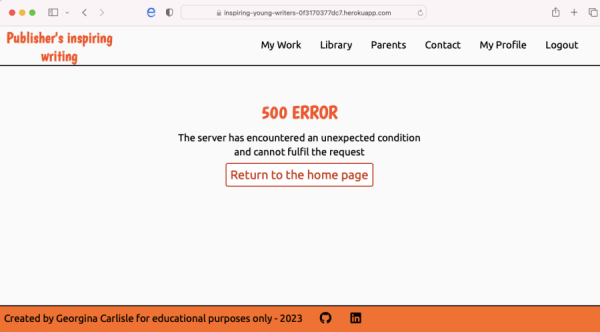 inspiring-young-writers-0f3170377dc7.herokuapp.com
Publisher's inspiring
writing
My Work Library Parents Contact My Profile Logout
500 ERROR
The server has encountered an unexpected condition
and cannot fulfil the request
Return to the home page
Created by Georgina Carlisle for educational purposes only - 2023